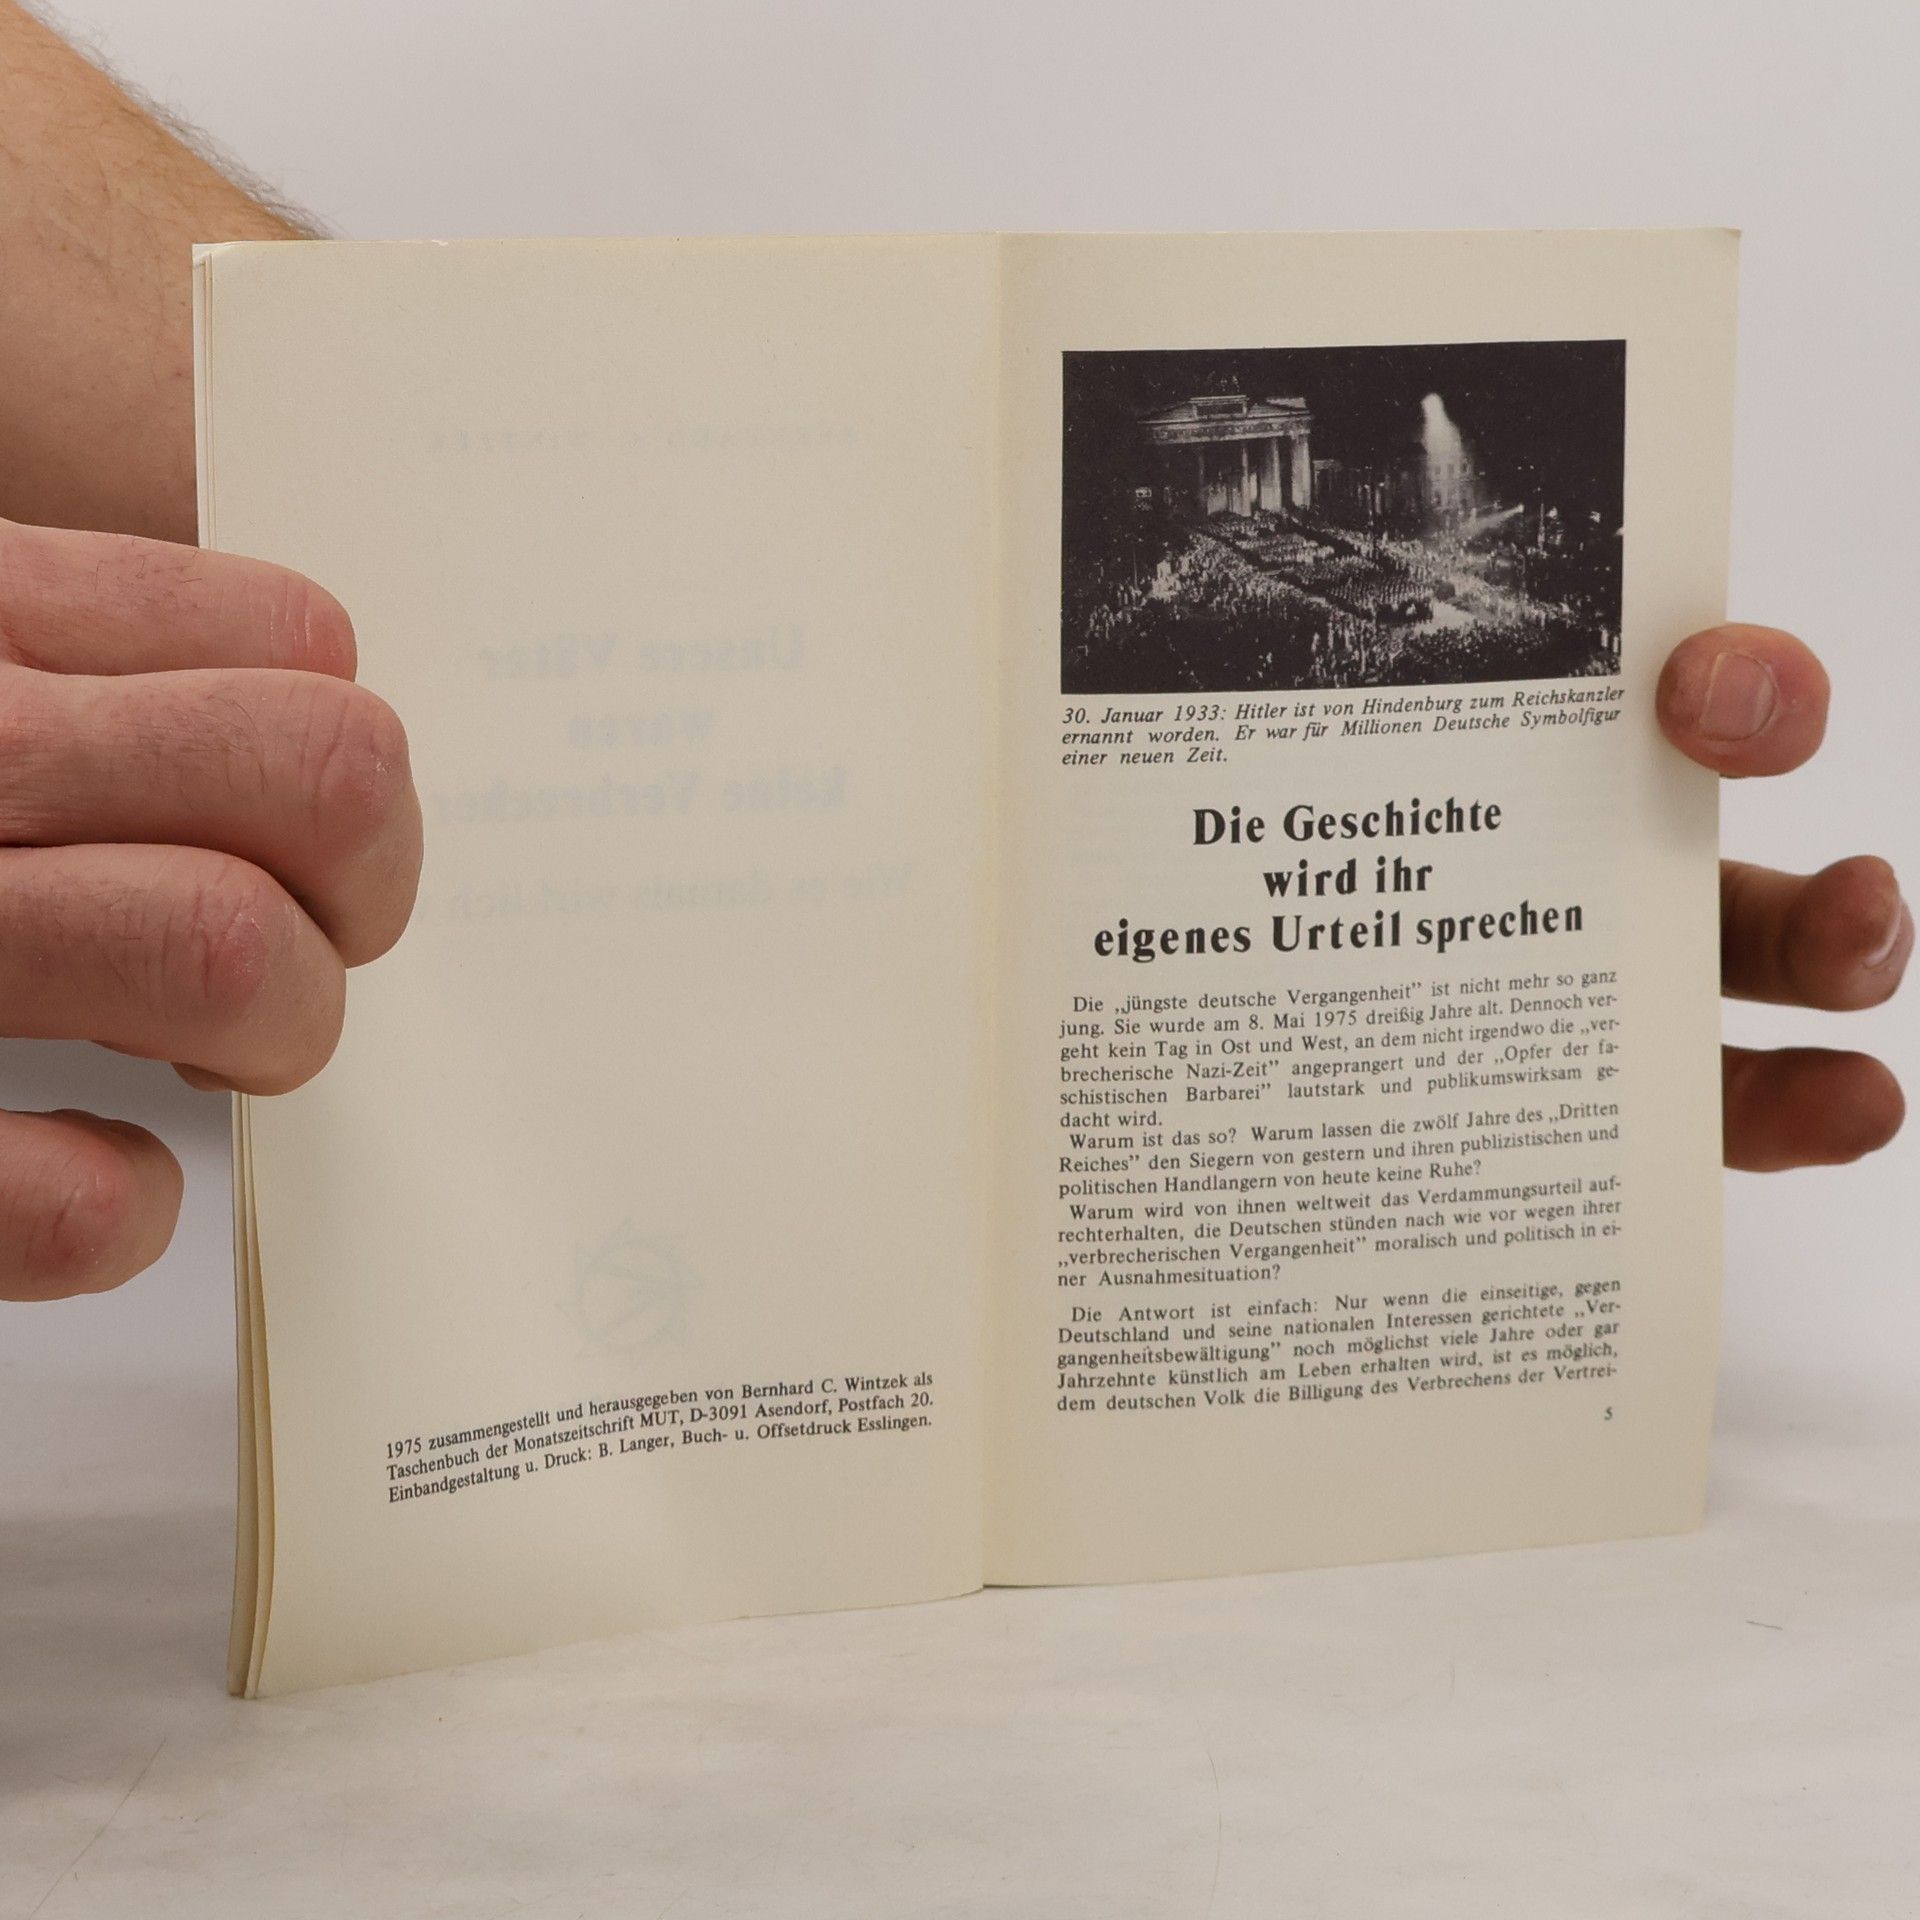 1975 zusammengestellt und herausgegeben von Bernhard C. Wintzek als
Taschenbuch der Monatszeitschrift MUT, D-3091 Asendorf, Postfach 20.
Einbandgestaltung u. Druck: B. Langer, Buch- u. Offsetdruck Esslingen.
30. Januar 1933: Hitler ist von Hindenburg zum Reichskanzler
ernannt worden. Er war für Millionen Deutsche Symbolfigur
einer neuen Zeit.
Die Geschichte
wird ihr
eigenes Urteil sprechen
Die „jüngste deutsche Vergangenheit” ist nicht mehr so ganz
jung. Sie wurde am 8. Mai 1975 dreißig Jahre alt. Dennoch ver-
geht kein Tag in Ost und West, an dem nicht irgendwo die „ver-
brecherische Nazi-Zeit” angeprangert und der „Opfer der fa-
schistischen Barbarei” lautstark und publikumswirksam ge-
dacht wird.
Warum ist das so? Warum lassen die zwölf Jahre des „Dritten
Reiches” den Siegern von gestern und ihren publizistischen und
politischen Handlangern von heute keine Ruhe?
Warum wird von ihnen weltweit das Verdammungsurteil auf-
rechterhalten, die Deutschen stünden nach wie vor wegen ihrer
„verbrecherischen Vergangenheit” moralisch und politisch in ei-
ner Ausnahmesituation?
Die Antwort ist einfach: Nur wenn die einseitige, gegen
Deutschland und seine nationalen Interessen gerichtete „Ver-
gangenheitsbewältigung” noch möglichst viele Jahre oder gar
Jahrzehnte künstlich am Leben erhalten wird, ist es möglich,
dem deutschen Volk die Billigung des Verbrechens der Vertrei-
5